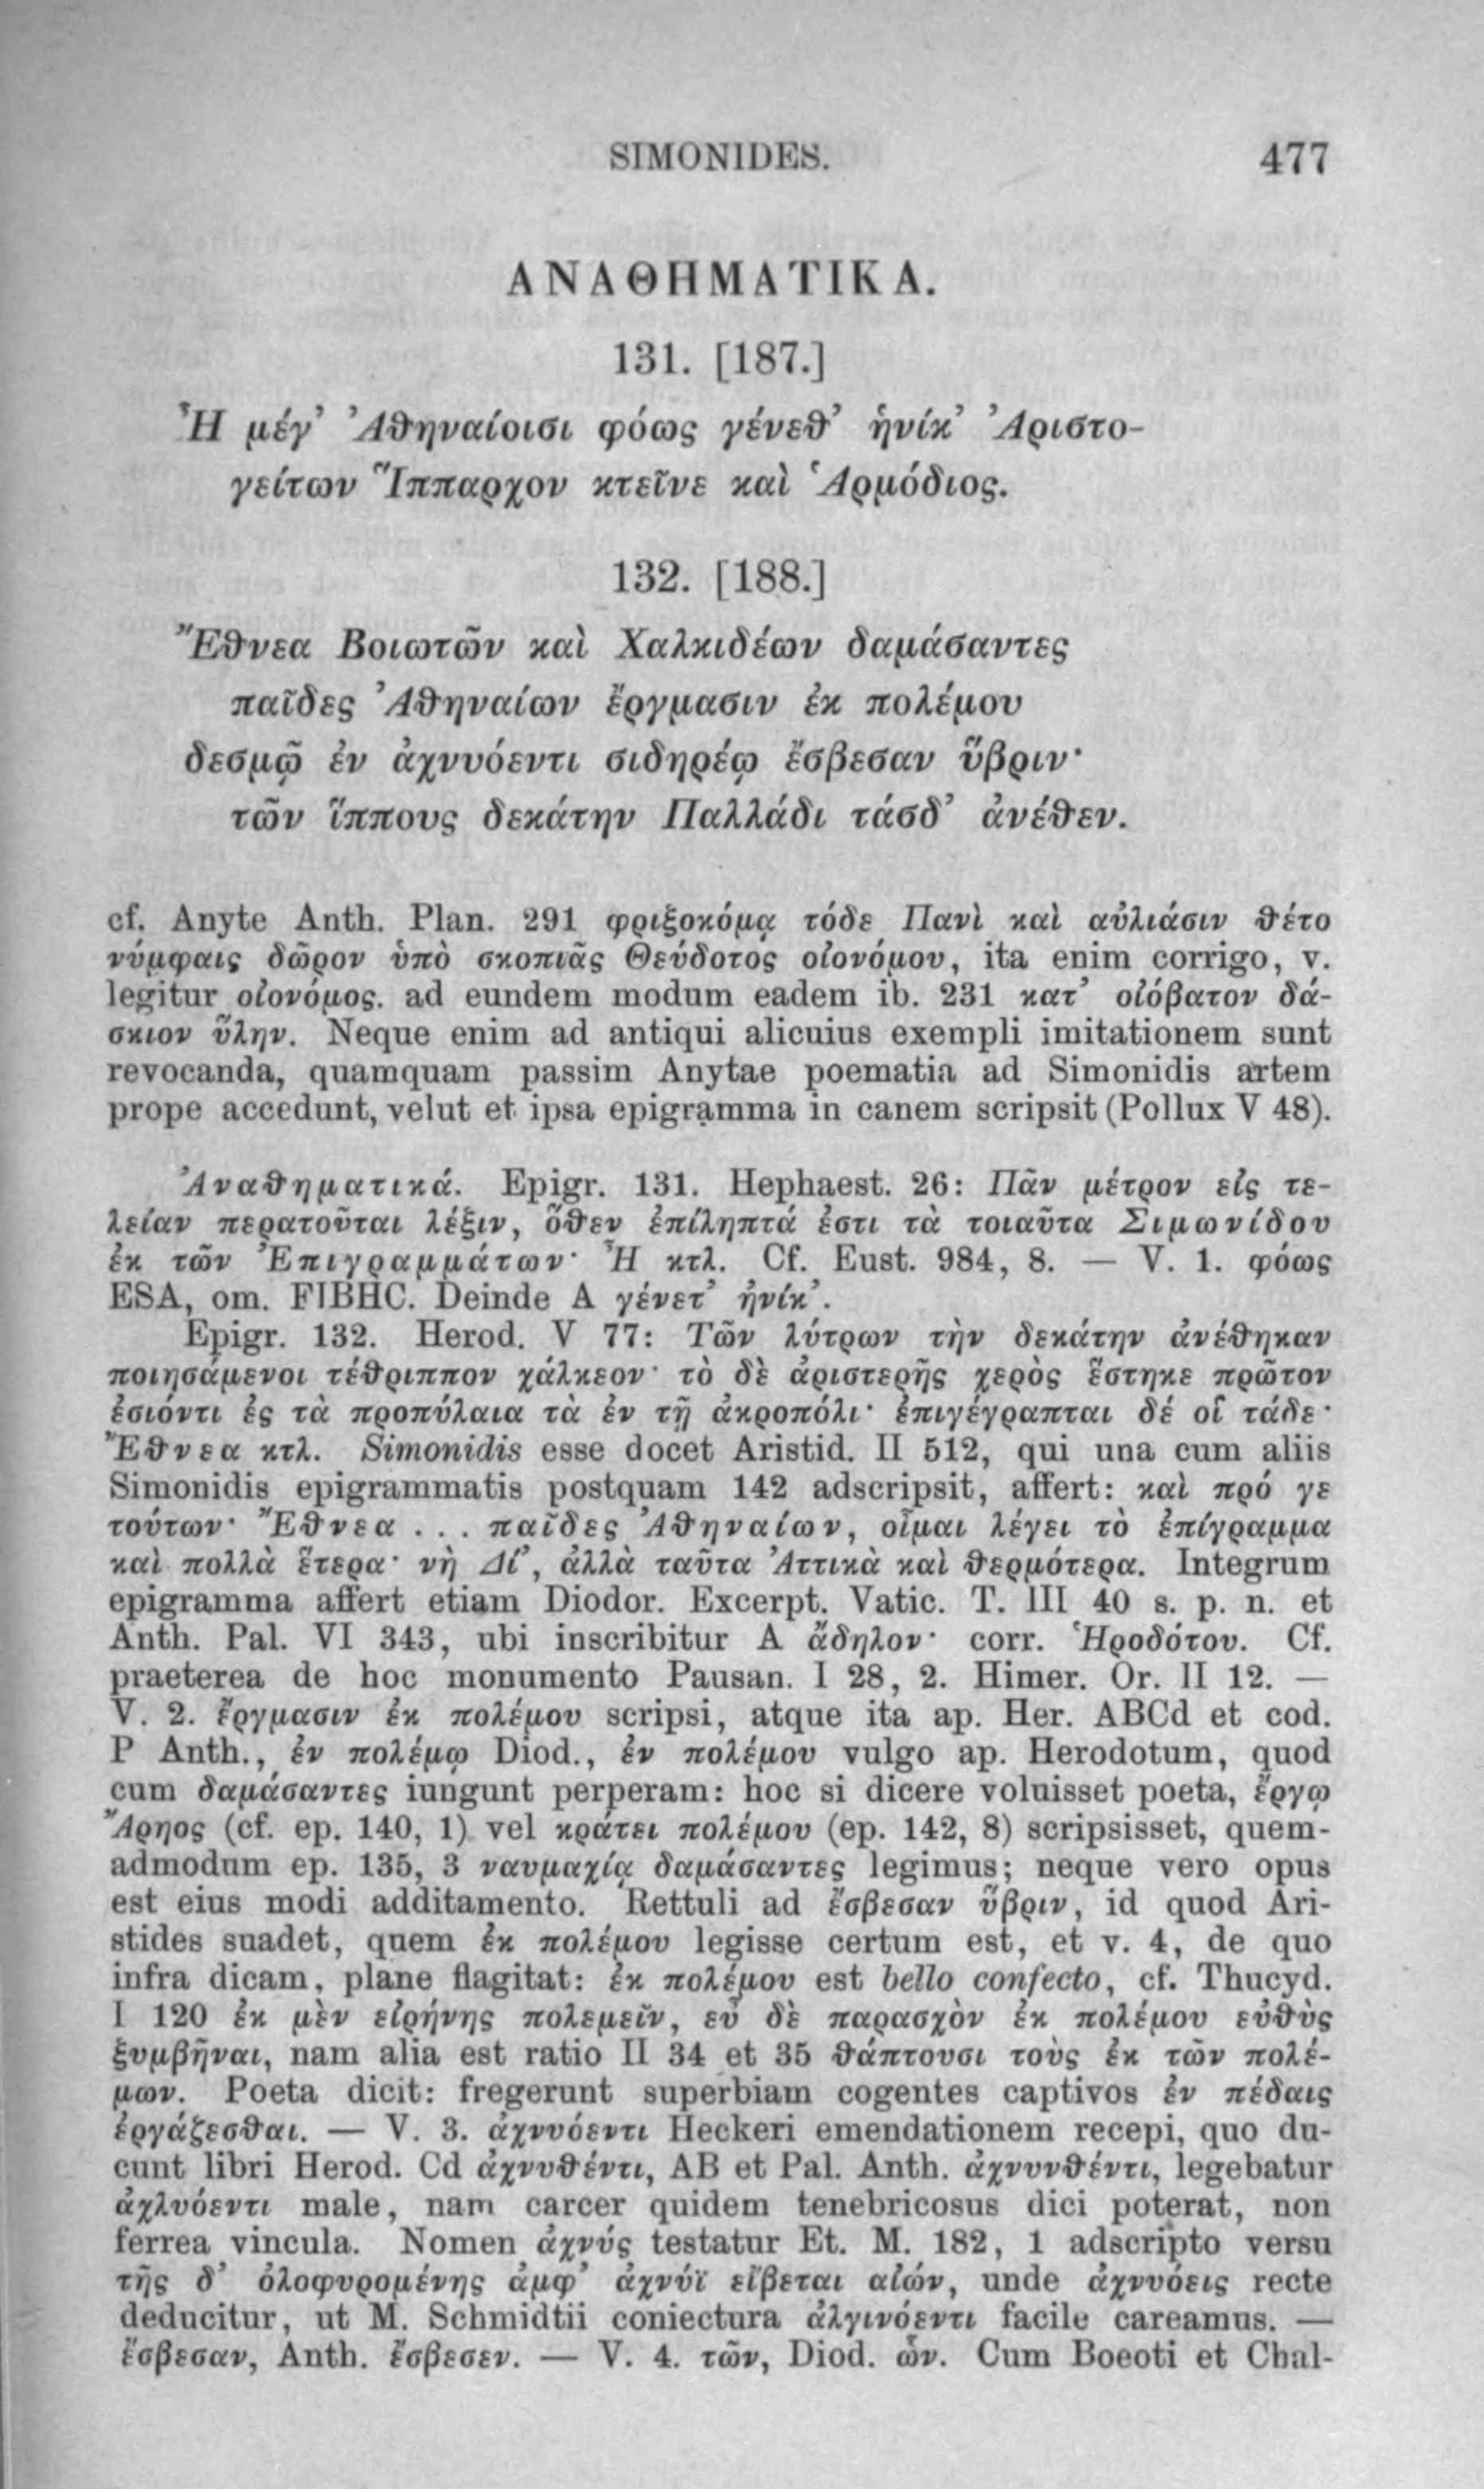 SIMONIDES. 477
ΑΝΑΘΗΜΑΤΙΚΑ.
131. [187.]
Ἦ μέγ’ Ἀθηναίοισι φόως γένεθ’ ἡνίκ’ Ἀριστο-
γείτων Ἵππαρχον κτεῖνε καὶ Ἁρμόδιος.
132. [188.]
Ἔθνεα Βοιωτῶν καὶ Χαλκιδέων δαμάσαντες
παῖδες Ἀθηναίων ἔργμασιν ἐκ πολέμου
δεσμῷ ἐν ἀχνυόεντι σιδηρέῳ ἔσβεσαν ὕβριν·
τῶν ἵππους δεκάτην Παλλάδι τάσδ’ ἀνέθεν.
cf. Anyte Anth. Plan. 291 φριξοκόμᾳ τόδε Πανὶ καὶ αὐλιάσιν θέτο
νύμφαις δῶρον ὑπὸ σκοπιᾶς Θεύδοτος οἰονόμου, ita enim corrigo, v.
legitur οἰονόμος. ad eundem modum eadem ib. 231 κατ’ οἰόβατον δά-
σκιον ὕλην. Neque enim ad antiqui alicuius exempli imitationem sunt
revocanda, quamquam passim Anytae poematia ad Simonidis artem
prope accedunt, velut et ipsa epigramma in canem scripsit (Pollux V 48).
Ἀναθηματικά. Epigr. 131. Hephaest. 26: Πᾶν μέτρον εἰς τε-
λείαν περατοῦται λέξιν, ὅθεν ἐπίληπτά ἐστι τὰ τοιαῦτα Σιμωνίδου
ἐκ τῶν Ἐπιγραμμάτων· Ἦ κτλ. Cf. Eust. 984, 8. — V. 1. φόως
ESA, om. FIBHC. Deinde A γένετ’ ἡνίκ’.
Epigr. 132. Herod. V 77: Τῶν λύτρων τὴν δεκάτην ἀνέθηκαν
ποιησάμενοι τέθριππον χάλκεον· τὸ δὲ ἀριστερῆς χερὸς ἕστηκε πρῶτον
ἐσιόντι ἐς τὰ προπύλαια τὰ ἐν τῇ ἀκροπόλι· ἐπιγέγραπται δέ οἱ τάδε·
Ἔθνεα κτλ. Simonidis esse docet Aristid. II 512, qui una cum aliis
Simonidis epigrammatis postquam 142 adscripsit, affert: καὶ πρό γε
τούτων· Ἔθνεα ... παῖδες Ἀθηναίων, οἶμαι λέγει τὸ ἐπίγραμμα
καὶ πολλὰ ἕτερα· νὴ Δί’, ἀλλὰ ταῦτα Ἀττικὰ καὶ θερμότερα. Integrum
epigramma affert etiam Diodor. Excerpt. Vatic. T. III 40 s. p. n. et
Anth. Pal. VI 343, ubi inscribitur A ἄδηλον· corr. Ἡροδότου. Cf.
praeterea de hoc monumento Pausan. I 28, 2. Himer. Or. II 12. —
V. 2. ἔργμασιν ἐκ πολέμου scripsi, atque ita ap. Her. ABCd et cod.
P Anth., ἐν πολέμῳ Diod., ἐν πολέμου vulgo ap. Herodotum, quod
cum δαμάσαντες iungunt perperam: hoc si dicere voluisset poeta, ἔργῳ
Ἄρηος (cf. ep. 140, 1) vel κράτει πολέμου (ep. 142, 8) scripsisset, quem-
admodum ep. 135, 3 ναυμαχίᾳ δαμάσαντες legimus; neque vero opus
est eius modi additamento. Rettuli ad ἔσβεσαν ὕβριν, id quod Ari-
stides suadet, quem ἐκ πολέμου legisse certum est, et v. 4, de quo
infra dicam, plane flagitat: ἐκ πολέμου est bello confecto, cf. Thucyd.
I 120 ἐκ μὲν εἰρήνης πολεμεῖν, εὖ δὲ παρασχὸν ἐκ πολέμου εὐθὺς
ξυμβῆναι, nam alia est ratio II 34 et 35 θάπτουσι τοὺς ἐκ τῶν πολέ-
μων. Poeta dicit: fregerunt superbiam cogentes captivos ἐν πέδαις
ἐργάζεσθαι. — V. 3. ἀχνυόεντι Heckeri emendationem recepi, quo du-
cunt libri Herod. Cd ἀχνυθέντι, AB et Pal. Anth. ἀχνυνθέντι, legebatur
ἀχλυόεντι male, nam carcer quidem tenebricosus dici poterat, non
ferrea vincula. Nomen ἀχνύς testatur Et. M. 182, 1 adscripto versu
τῆς δ’ ὀλοφυρομένης ἀμφ’ ἀχνύϊ εἴβεται αἰών, unde ἀχνυόεις recte
deducitur, ut M. Schmidtii coniectura ἀλγινόεντι facile careamus. —
ἔσβεσαν, Anth. ἔσβεσεν. — V. 4. τῶν, Diod. ὧν. Cum Boeoti et Chal-